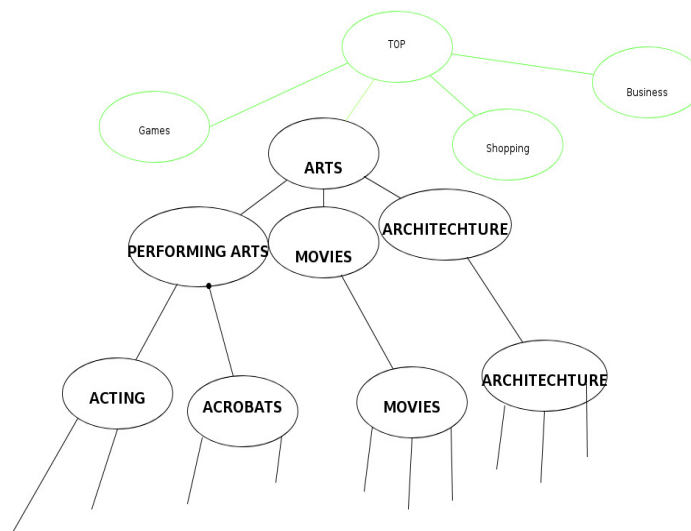 TOP
Business
Games
Shopping
ARTS
ARCHITECHTURE
PERFORMING ARTS
MOVIES
ARCHITECHTURE
ACTING
ACROBATS
MOVIES